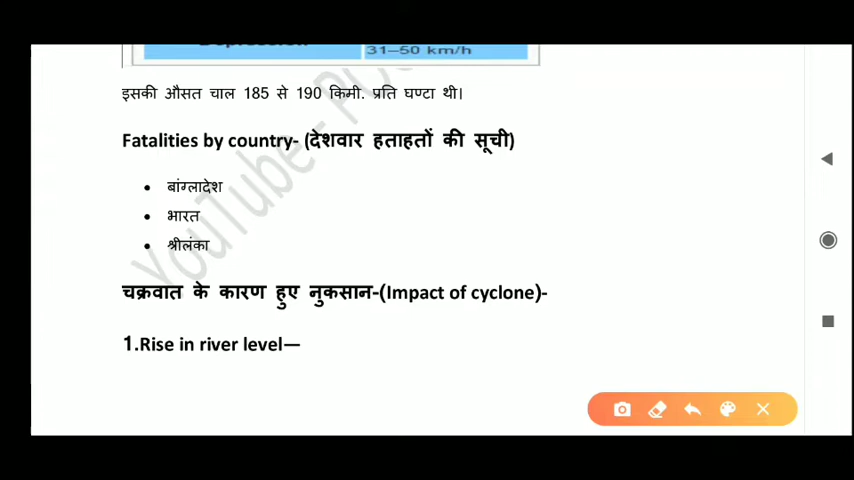 31–50 km/h
इसकी औसत चाल 185 से 190 किमी. प्रति घण्टा थी।
Fatalities by country- (देशवार हताहतों की सूची)
• बांग्लादेश
• भारत
• श्रीलंका
चक्रवात के कारण हुए नुकसान-(Impact of cyclone)-
1.Rise in river level—
YouTube -